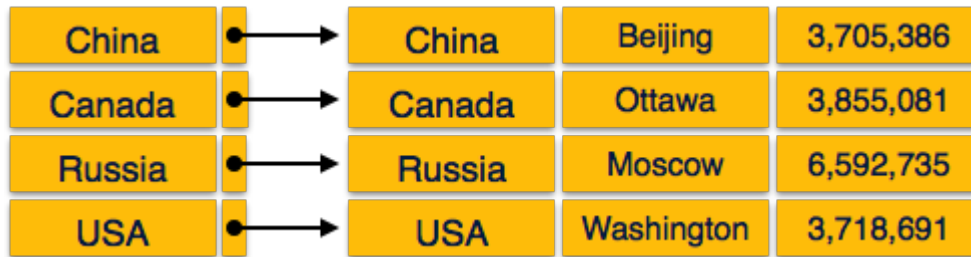 China China Beijing 3,705,386
Canada Canada Ottawa 3,855,081
Russia Russia Moscow 6,592,735
USA USA Washington 3,718,691